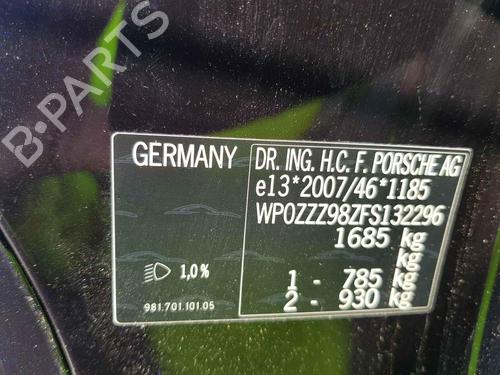 B-PARTS
GERMANY
DR. ING. H.C. F. PORSCHE AG
e13*2007/46*1185
WP0ZZZ98ZFS132296
1685 kg
kg
1 - 785 kg
2 - 930 kg
1,0%
981.701.101.05